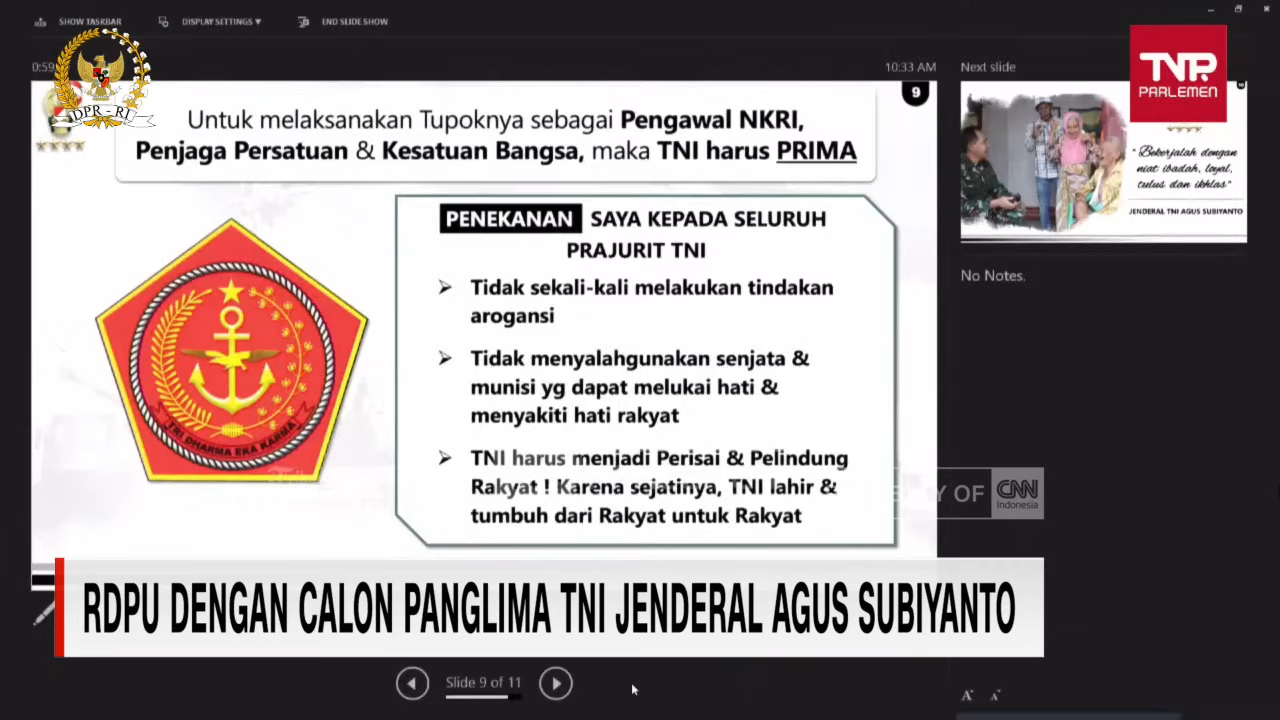 SHOW TASKBAR
DISPLAY SETTINGS ▼
END SLIDE SHOW
0:59
10:33 AM
Next slide
DPR - RI
TVP.
PARLEMEN
9
Untuk melaksanakan Tupoknya sebagai Pengawal NKRI,
Penjaga Persatuan & Kesatuan Bangsa, maka TNI harus PRIMA
PENEKANAN SAYA KEPADA SELURUH
PRAJURIT TNI
➢ Tidak sekali-kali melakukan tindakan
arogansi
➢ Tidak menyalahgunakan senjata &
munisi yg dapat melukai hati &
menyakiti hati rakyat
➢ TNI harus menjadi Perisai & Pelindung
Rakyat ! Karena sejatinya, TNI lahir &
tumbuh dari Rakyat untuk Rakyat
TRI DHARMA EKA KARMA
"Bekerjalah dengan
niat ibadah, loyal,
tulus dan ikhlas"
JENDERAL TNI AGUS SUBIYANTO
No Notes.
Y OF
CNN
Indonesia
RDPU DENGAN CALON PANGLIMA TNI JENDERAL AGUS SUBIYANTO
Slide 9 of 11
A A